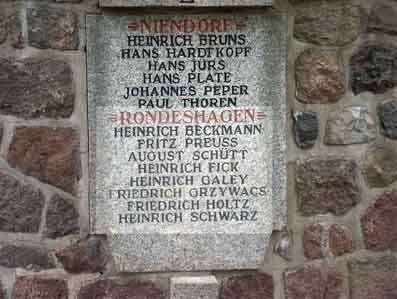 =NIENDORF=
HEINRICH BRUNS
HANS HARDTKOPF
HANS JÜRS
HANS PLATE
JOHANNES PEPER
PAUL THOREN
=RONDESHAGEN=
HEINRICH BECKMANN
FRITZ PREUSS
AUGUST SCHÜTT
HEINRICH FICK
HEINRICH GALEY
FRIEDRICH GRZYWACS
FRIEDRICH HOLTZ
HEINRICH SCHWARZ